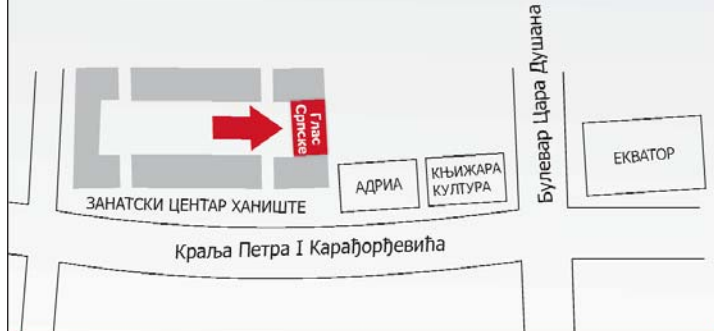 Булевар Цара Душана
Глас
Српске
АДРИА
КЊИЖАРА
КУЛТУРА
ЕКВАТОР
ЗАНАТСКИ ЦЕНТАР ХАНИШТЕ
Краља Петра I Карађорђевића